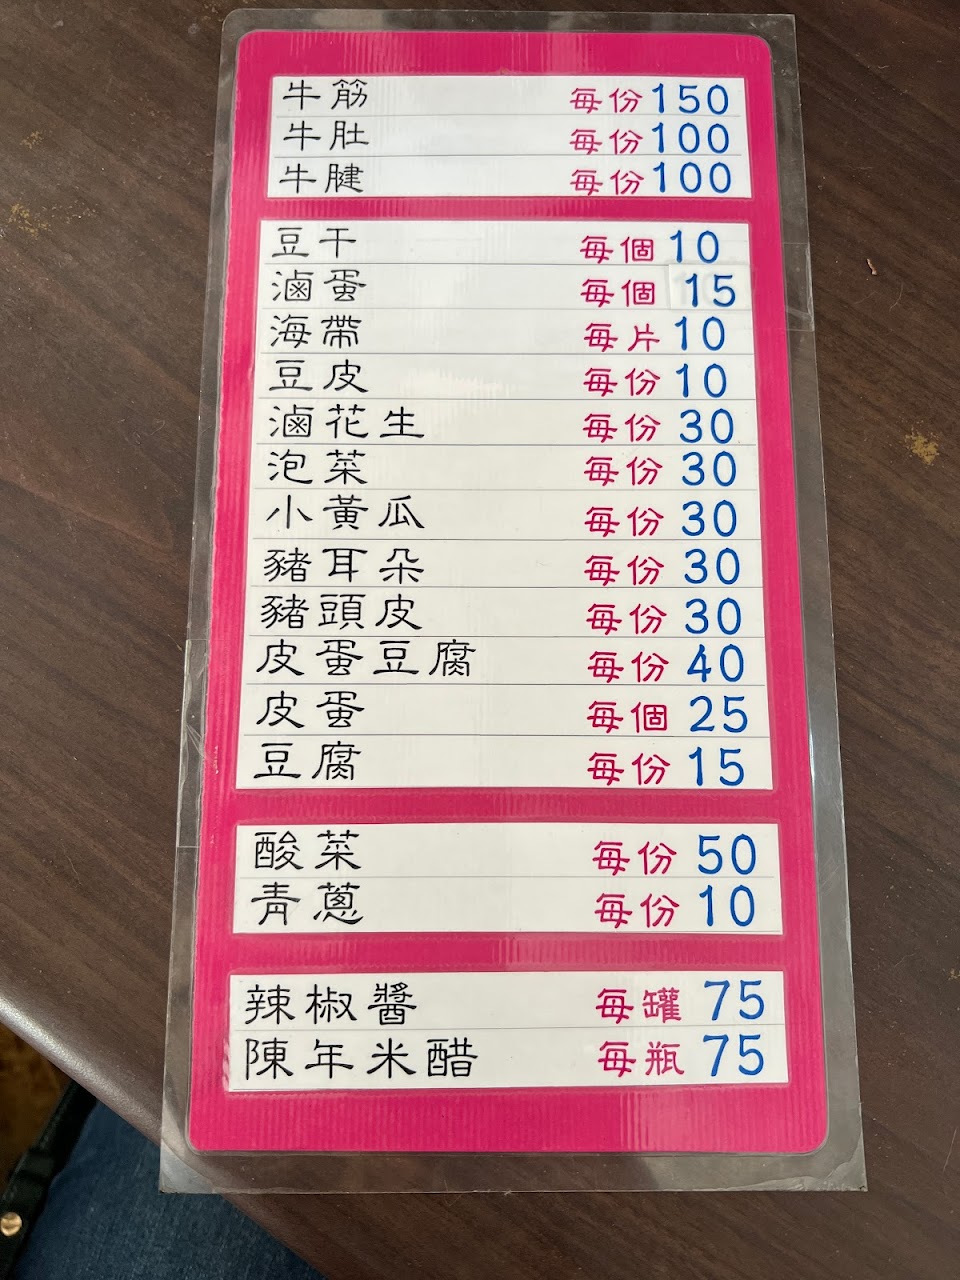 牛筋 每份150
牛肚 每份100
牛腱 每份100
豆干 每個10
滷蛋 每個15
海帶 每片10
豆皮 每份10
滷花生 每份30
泡菜 每份30
小黃瓜 每份30
豬耳朵 每份30
豬頭皮 每份30
皮蛋豆腐 每份40
皮蛋 每個25
豆腐 每份15
酸菜 每份50
青蔥 每份10
辣椒醬 每罐75
陳年米醋 每瓶75